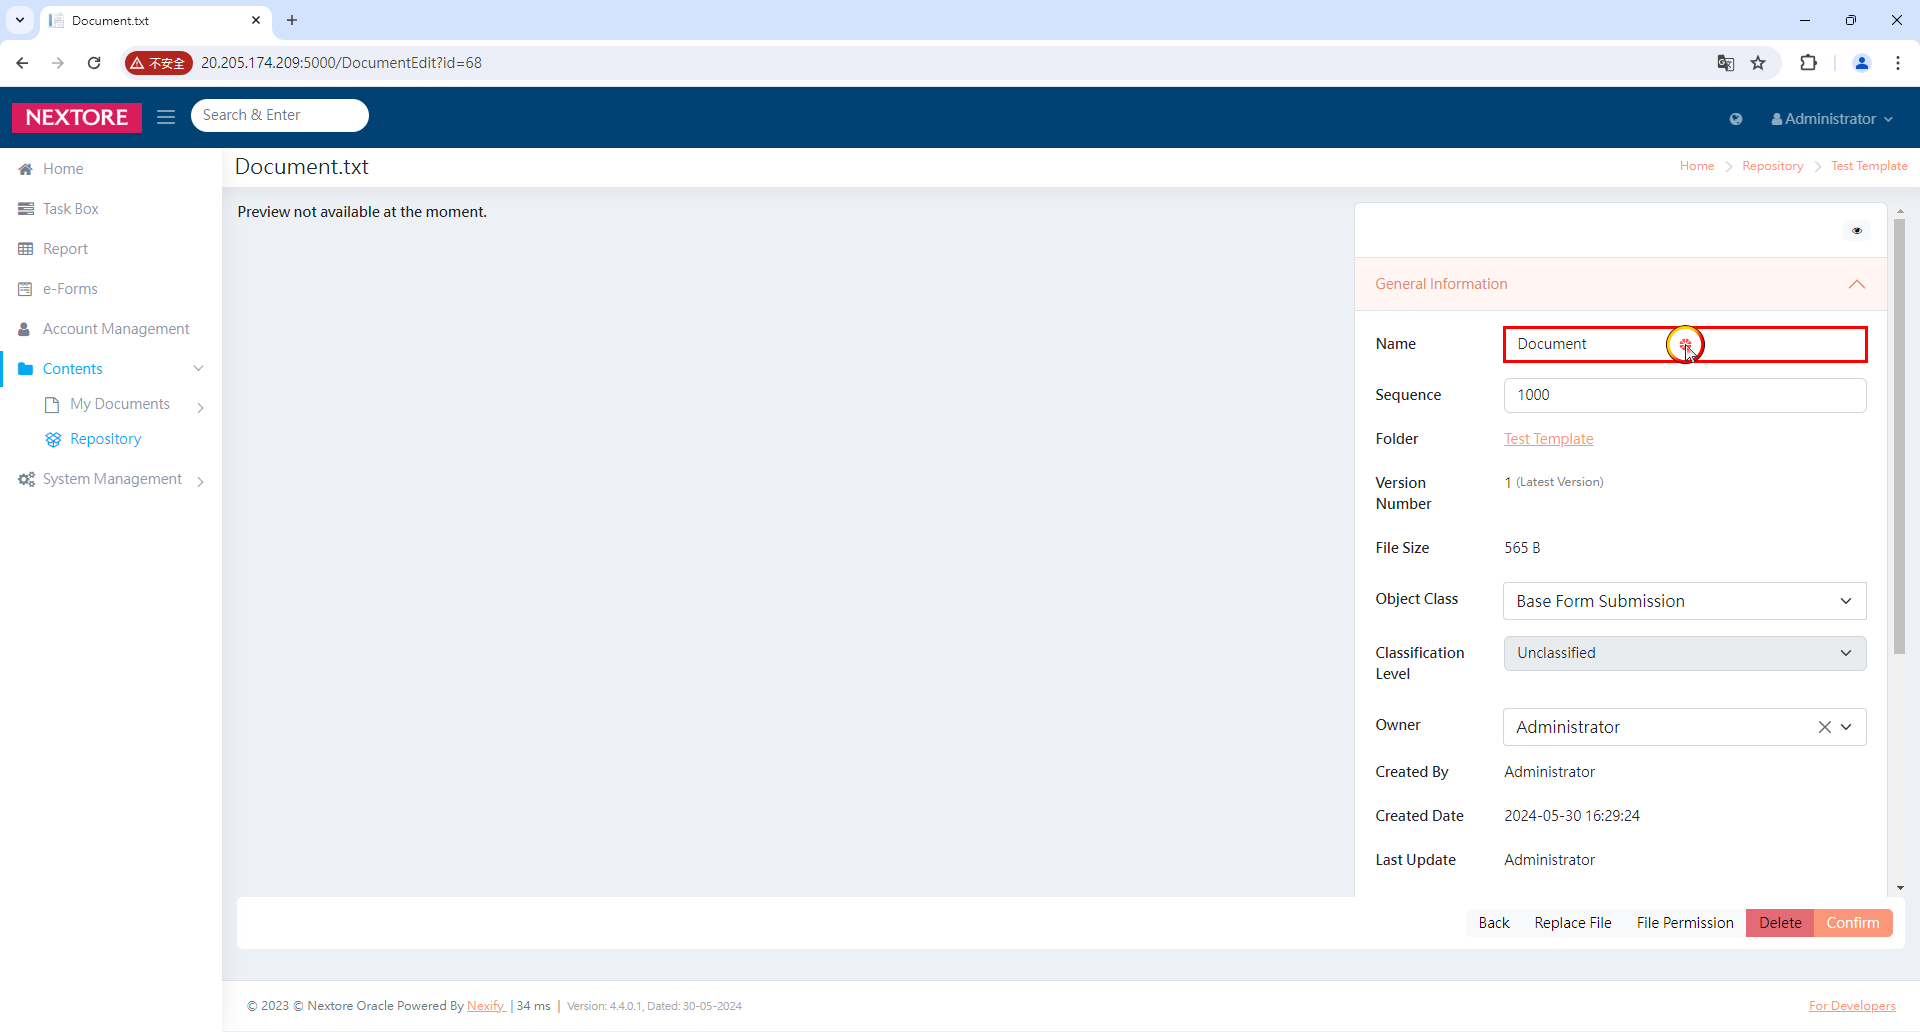 Document.txt
不安全
20.205.174.209:5000/DocumentEdit?id=68
NEXTORE
Search & Enter
Administrator
Home
Task Box
Report
e-Forms
Account Management
Contents
My Documents
Repository
System Management
Document.txt
Home
Repository
Test Template
Preview not available at the moment.
General Information
Name
Document
Sequence
1000
Folder
Test Template
Version
Number
1 (Latest Version)
File Size
565 B
Object Class
Base Form Submission
Classification
Level
Unclassified
Owner
Administrator
Created By
Administrator
Created Date
2024-05-30 16:29:24
Last Update
Administrator
Back
Replace File
File Permission
Delete
Confirm
© 2023 © Nextore Oracle Powered By Nexify | 34 ms | Version: 4.4.0.1, Dated: 30-05-2024
For Developers